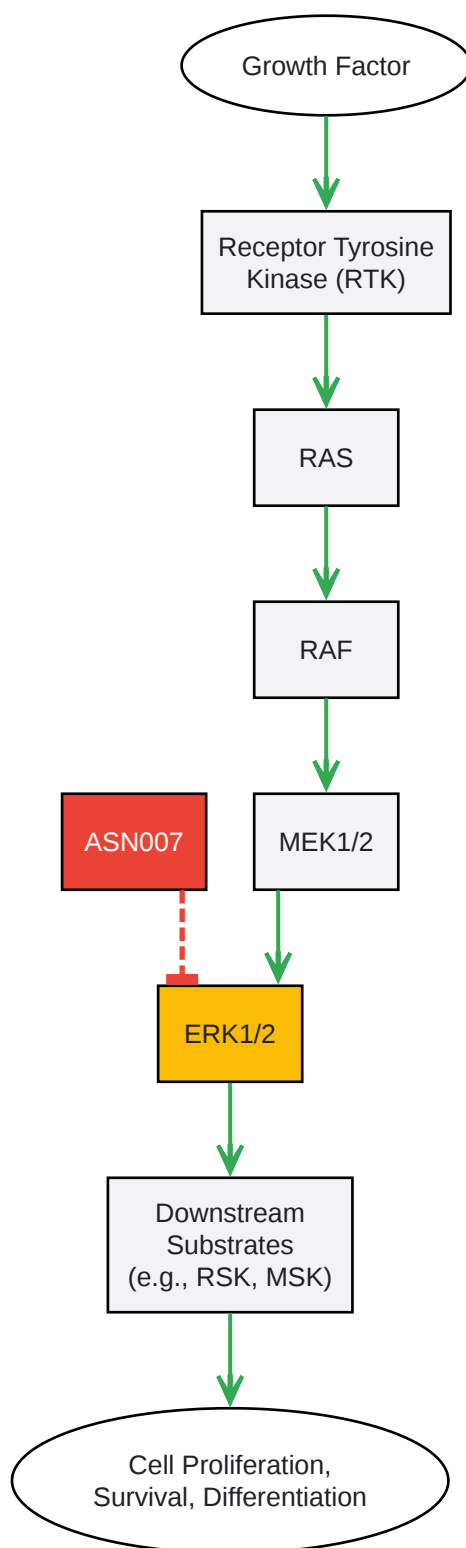 Growth Factor
Receptor Tyrosine
Kinase (RTK)
RAS
RAF
ASN007
MEK1/2
ERK1/2
Downstream
Substrates
(e.g., RSK, MSK)
Cell Proliferation,
Survival, Differentiation